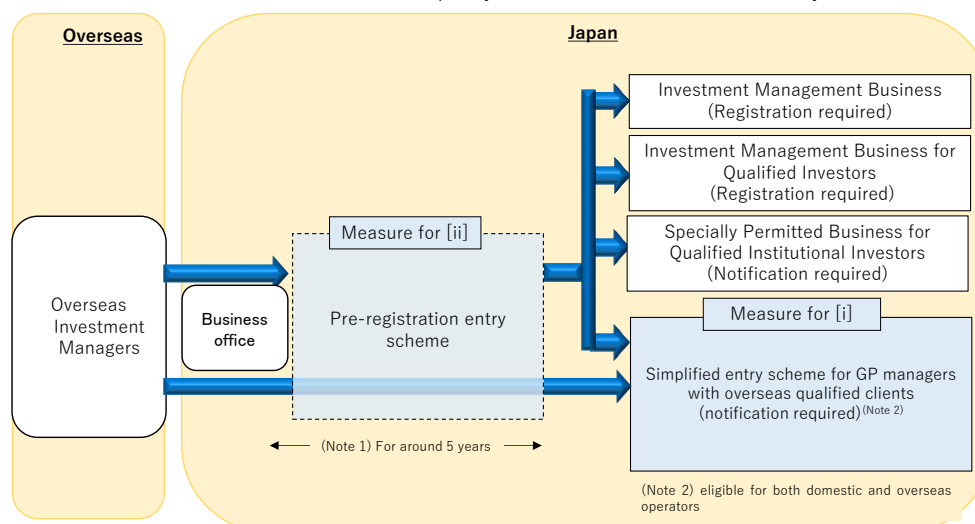 Overseas
Japan
Investment Management Business
(Registration required)
Investment Management Business for
Qualified Investors
(Registration required)
Measure for [ii]
Specially Permitted Business for
Qualified Institutional Investors
(Notification required)
Overseas
Investment
Managers
Business
office
Pre-registration entry
scheme
Measure for [i]
Simplified entry scheme for GP managers
with overseas qualified clients
(notification required)(Note 2)
(Note 1) For around 5 years
(Note 2) eligible for both domestic and overseas
operators